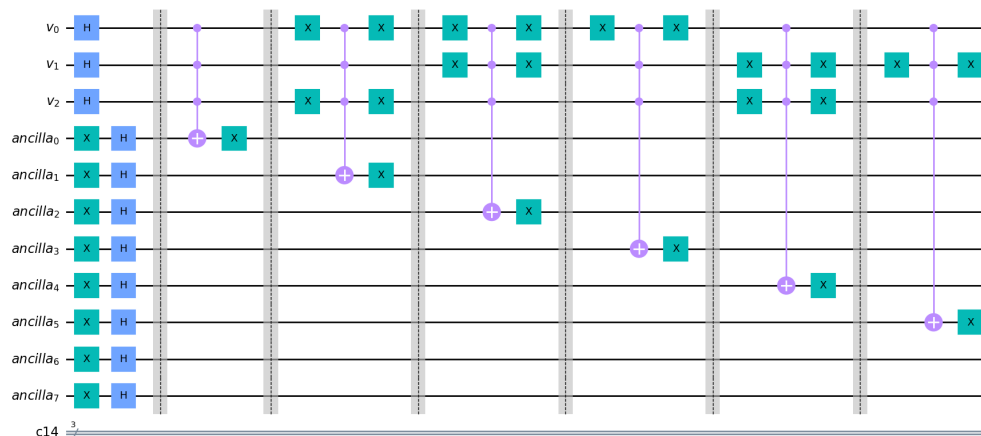 v0 H X X X X X X
v1 H X X X X X X
v2 H X X X X
ancilla0 X H X
ancilla1 X H X
ancilla2 X H X
ancilla3 X H X
ancilla4 X H X
ancilla5 X H X
ancilla6 X H
ancilla7 X H
3
c14